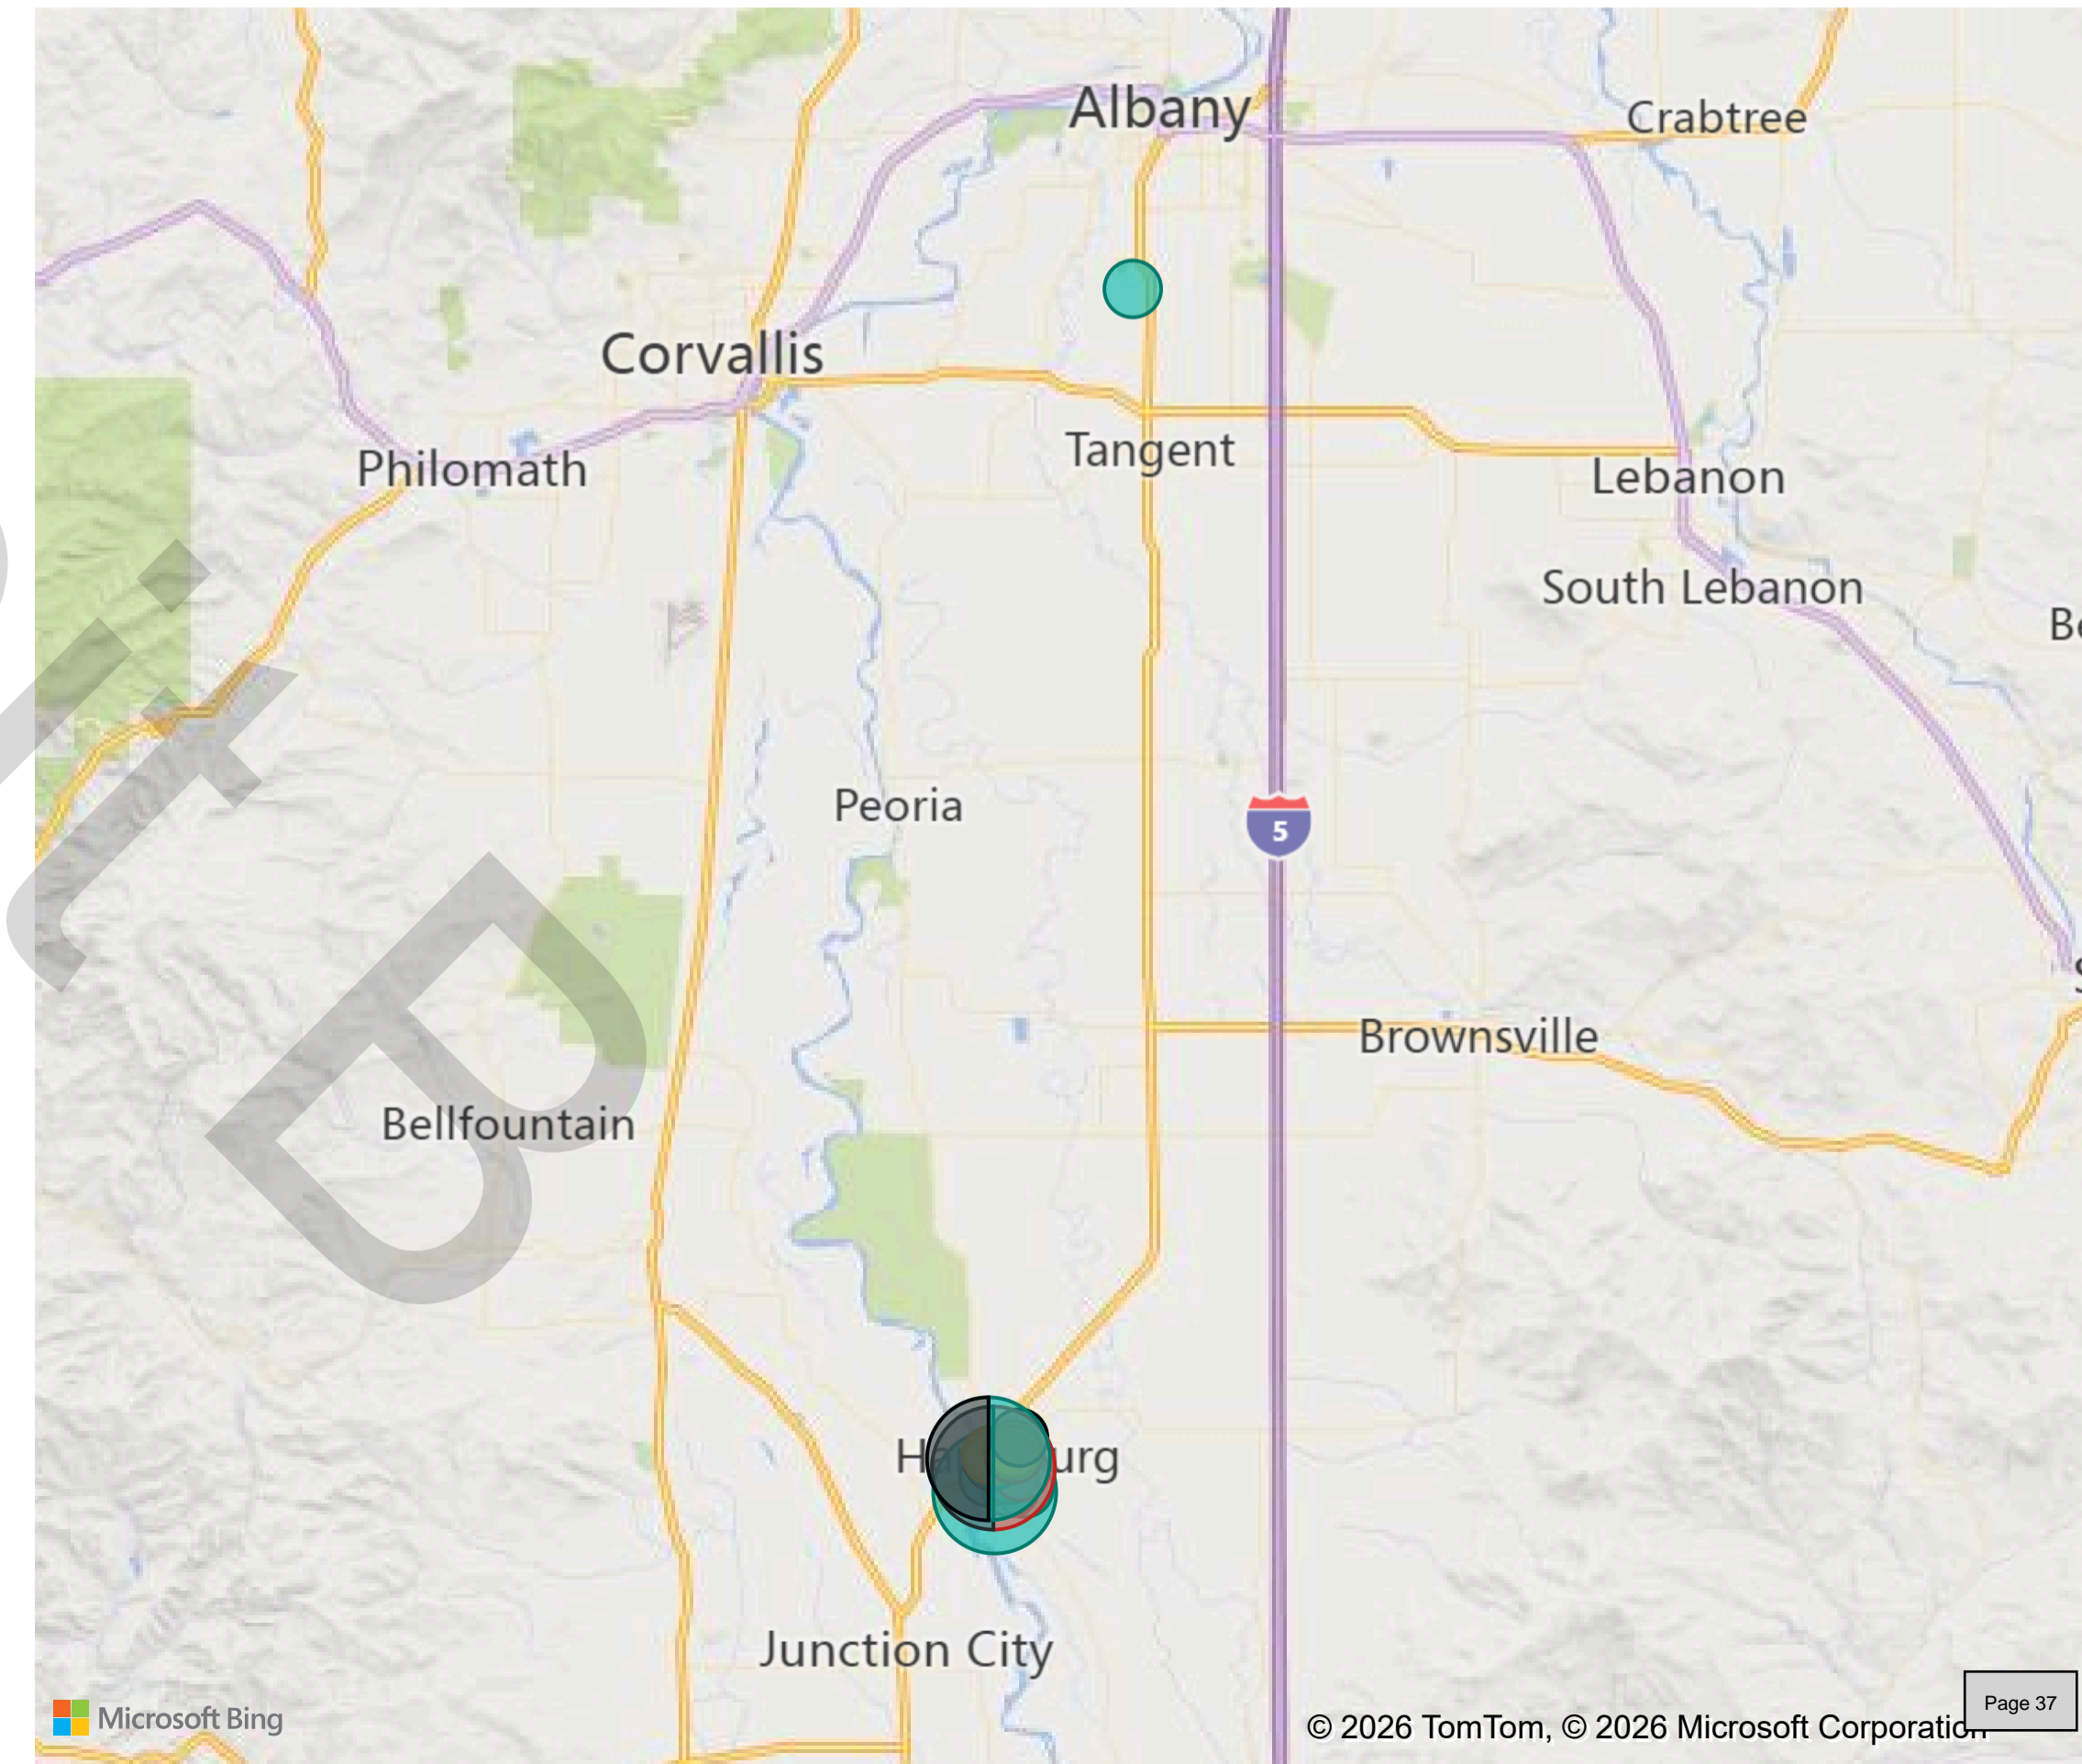 Albany
Crabtree
Corvallis
Tangent
Philomath
Lebanon
South Lebanon
Peoria
5
Brownsville
Bellfountain
Junction City
Microsoft Bing
© 2026 TomTom, © 2026 Microsoft Corporation
Page 37